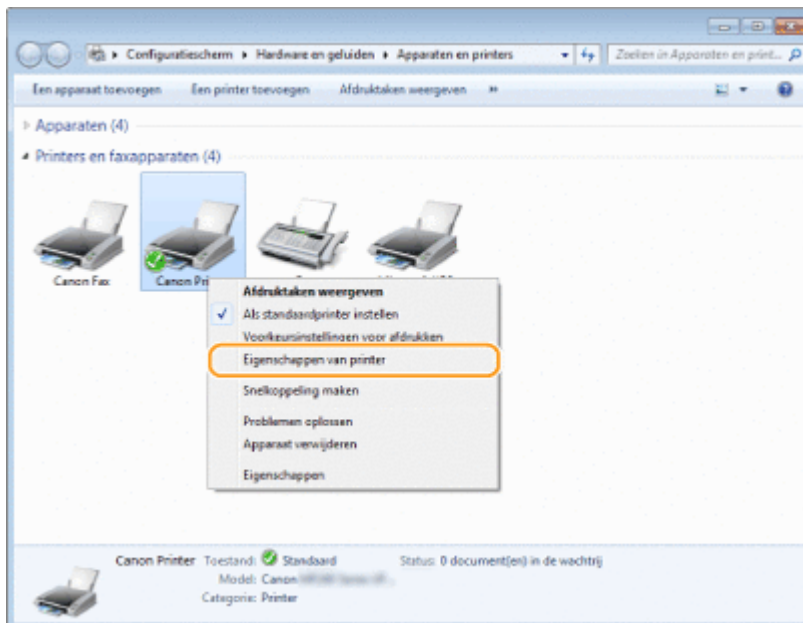 Configuratiescherm ▸ Hardware en geluiden ▸ Apparaten en printers
Zoeken in Apparaten en print...
Een apparaat toevoegen Een printer toevoegen Afdruktaken weergeven »
Apparaten (4)
Printers en faxapparaten (4)
Canon Fax Canon Pri
Afdruktaken weergeven
Als standaardprinter instellen
Voorkeursinstellingen voor afdrukken
Eigenschappen van printer
Snelkoppeling maken
Problemen oplossen
Apparaat verwijderen
Eigenschappen
Canon Printer Toestand: Standaard Status: 0 document(en) in de wachtrij
Model: Canon
Categorie: Printer